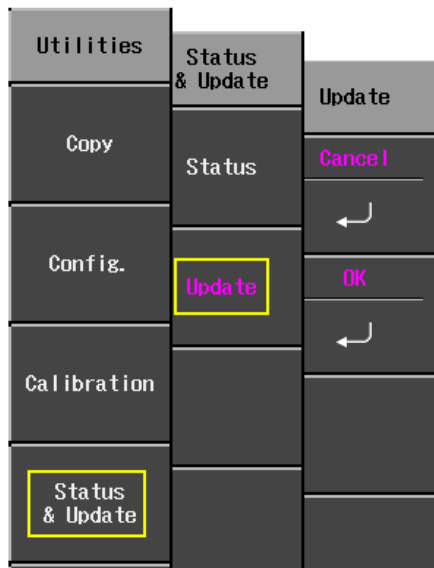 Utilities
Copy
Config.
Calibration
Status
& Update
Status
& Update
Status
Update
Update
Cancel
OK